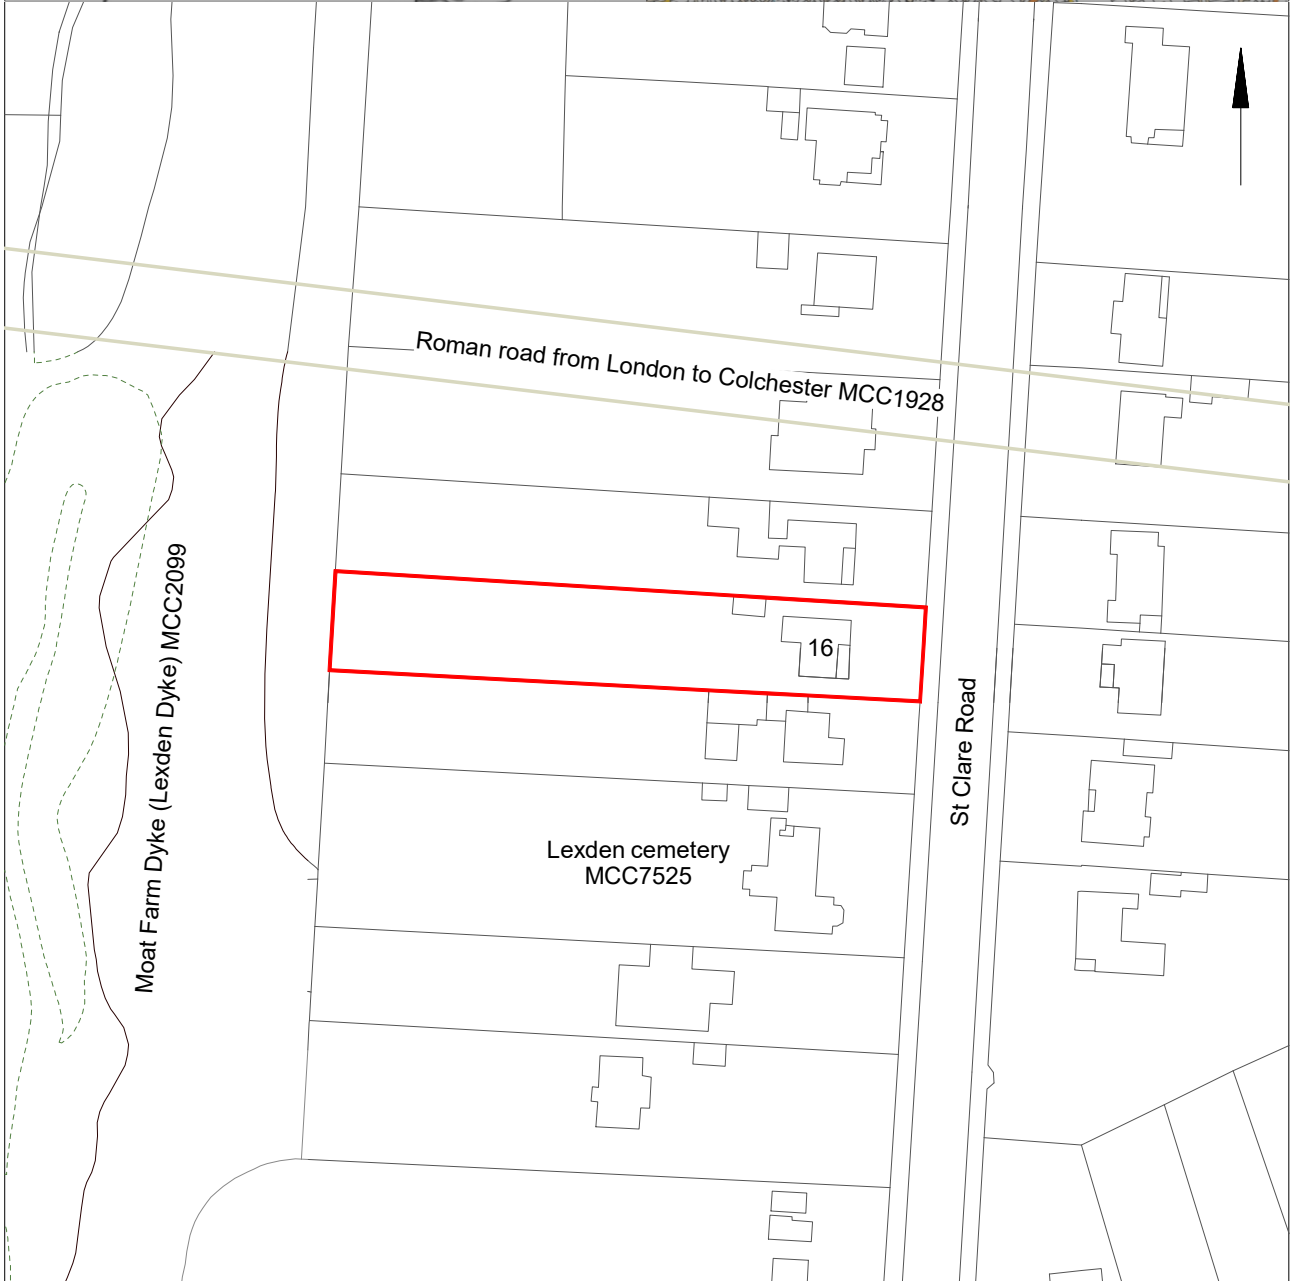 Roman road from London to Colchester MCC1928
Moat Farm Dyke (Lexden Dyke) MCC2099
16
St Clare Road
Lexden cemetery
MCC7525